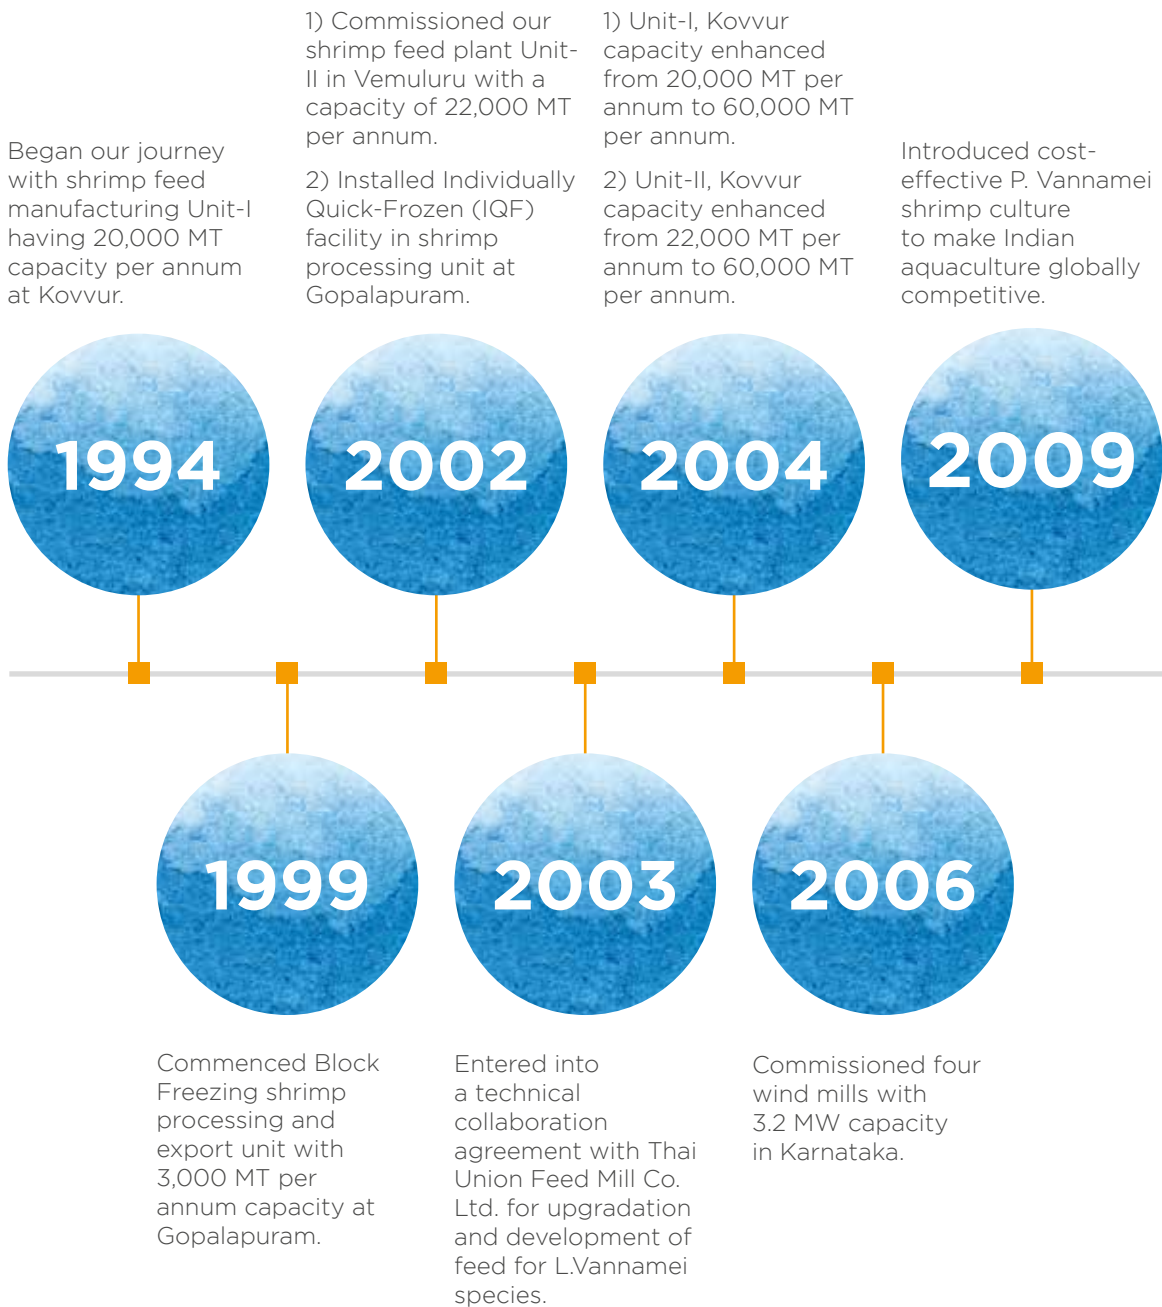 Began our journey
with shrimp feed
manufacturing Unit-I
having 20,000 MT
capacity per annum
at Kovvur.
1994
1) Commissioned our
shrimp feed plant Unit-
II in Vemuluru with a
capacity of 22,000 MT
per annum.
2) Installed Individually
Quick-Frozen (IQF)
facility in shrimp
processing unit at
Gopalapuram.
2002
1) Unit-I, Kovvur
capacity enhanced
from 20,000 MT per
annum to 60,000 MT
per annum.
2) Unit-II, Kovvur
capacity enhanced
from 22,000 MT per
annum to 60,000 MT
per annum.
2004
Introduced cost-
effective P. Vannamei
shrimp culture
to make Indian
aquaculture globally
competitive.
2009
1999
Commenced Block
Freezing shrimp
processing and
export unit with
3,000 MT per
annum capacity at
Gopalapuram.
2003
Entered into
a technical
collaboration
agreement with Thai
Union Feed Mill Co.
Ltd. for upgradation
and development of
feed for L.Vannamei
species.
2006
Commissioned four
wind mills with
3.2 MW capacity
in Karnataka.